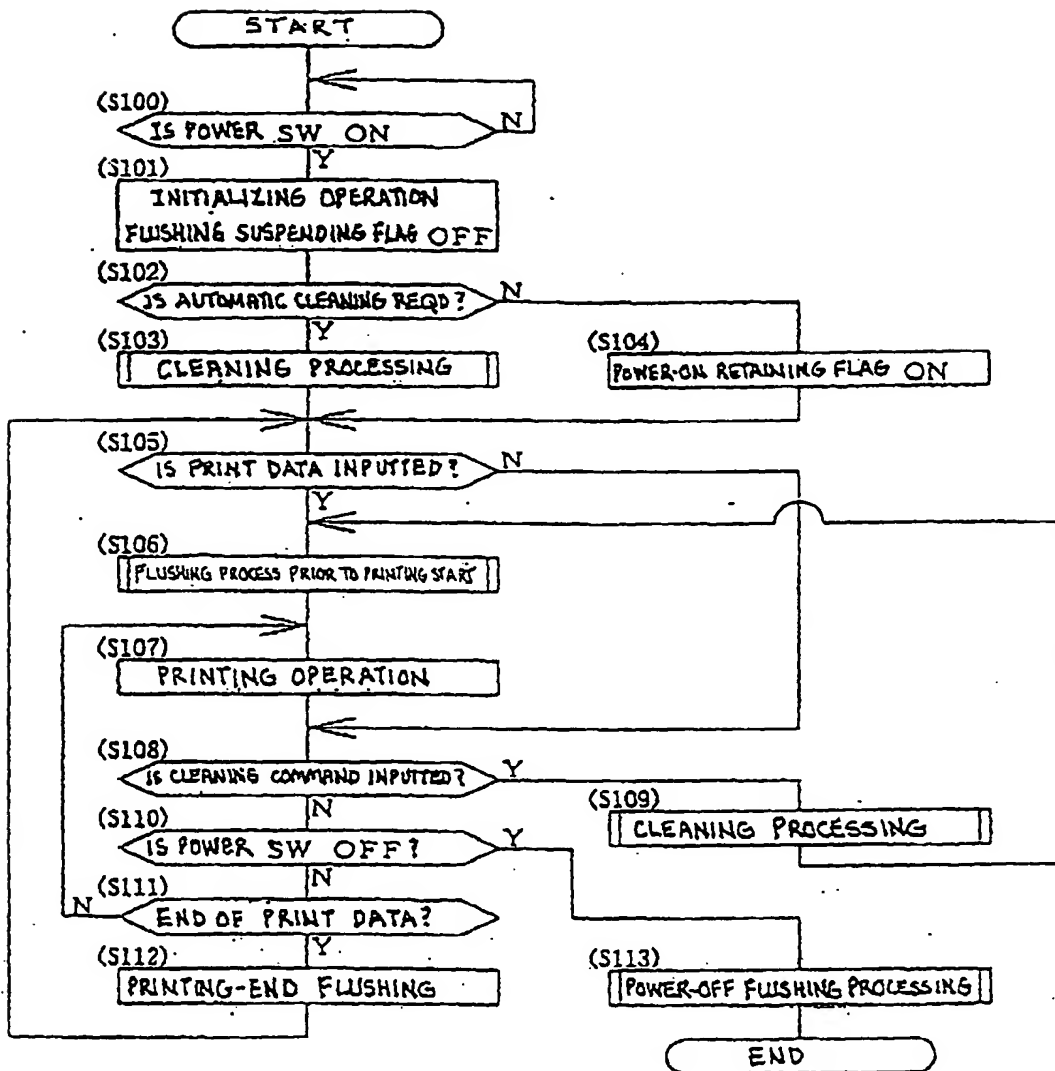 START
(S100)
IS POWER SW ON
N
Y
(S101)
INITIALIZING OPERATION
FLUSHING SUSPENDING FLAG OFF
(S102)
IS AUTOMATIC CLEANING REQD?
N
Y
(S103)
CLEANING PROCESSING
(S104)
POWER-ON RETAINING FLAG ON
(S105)
IS PRINT DATA INPUTTED?
N
Y
(S106)
FLUSHING PROCESS PRIOR TO PRINTING START
(S107)
PRINTING OPERATION
(S108)
IS CLEANING COMMAND INPUTTED?
Y
N
(S109)
CLEANING PROCESSING
(S110)
IS POWER SW OFF?
Y
N
(S111)
N
END OF PRINT DATA?
Y
(S112)
PRINTING-END FLUSHING
(S113)
POWER-OFF FLUSHING PROCESSING
END